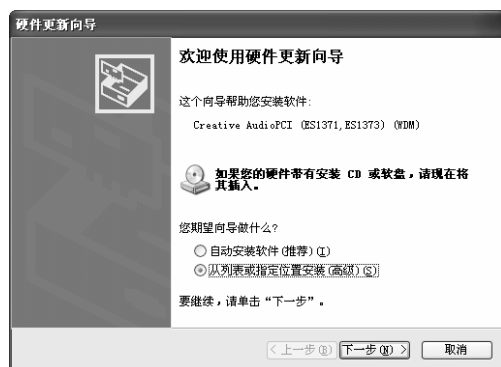 硬件更新向导
欢迎使用硬件更新向导
这个向导帮助您安装软件:
Creative AudioPCI (ES1371,ES1373) (WDM)
如果您的硬件带有安装 CD 或软盘，请现在将
其插入。
您期望向导做什么?
自动安装软件(推荐)(I)
从列表或指定位置安装(高级)(S)
要继续，请单击“下一步”。
< 上一步(B) 下一步(N) > 取消